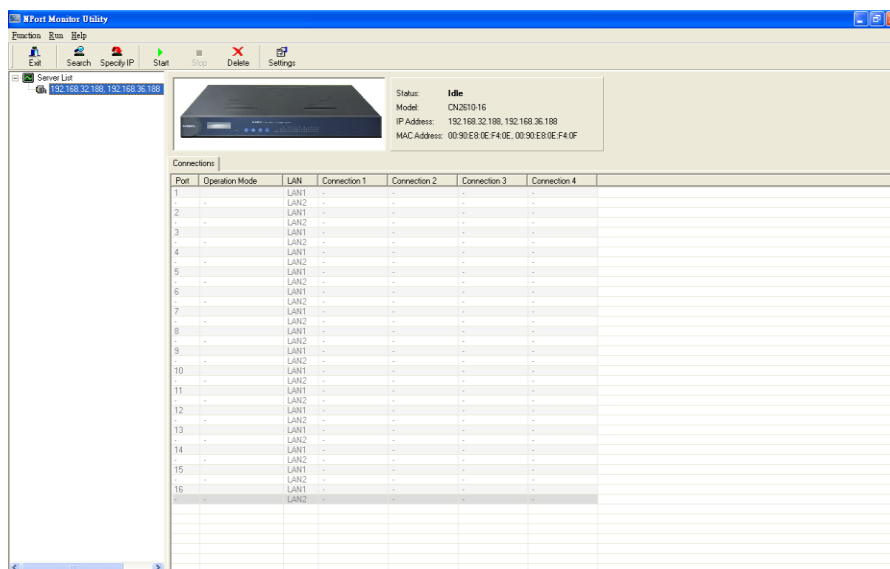 NPort Monitor Utility
Function Run Help
Exit Search Specify IP Start Stop Delete Settings
Server List
192.168.32.188, 192.168.36.188
Status: Idle
Model: CN2610-16
IP Address: 192.168.32.188, 192.168.36.188
MAC Address: 00:90:E8:0E:F4:0E, 00:90:E8:0E:F4:0F
Connections
Port Operation Mode LAN Connection 1 Connection 2 Connection 3 Connection 4
1 LAN1 - - - -
- - LAN2 - - - -
2 LAN1 - - - -
- - LAN2 - - - -
3 LAN1 - - - -
- - LAN2 - - - -
4 LAN1 - - - -
- - LAN2 - - - -
5 LAN1 - - - -
- - LAN2 - - - -
6 LAN1 - - - -
- - LAN2 - - - -
7 LAN1 - - - -
- - LAN2 - - - -
8 LAN1 - - - -
- - LAN2 - - - -
9 LAN1 - - - -
- - LAN2 - - - -
10 LAN1 - - - -
- - LAN2 - - - -
11 LAN1 - - - -
- - LAN2 - - - -
12 LAN1 - - - -
- - LAN2 - - - -
13 LAN1 - - - -
- - LAN2 - - - -
14 LAN1 - - - -
- - LAN2 - - - -
15 LAN1 - - - -
- - LAN2 - - - -
16 LAN1 - - - -
- - LAN2 - - - -